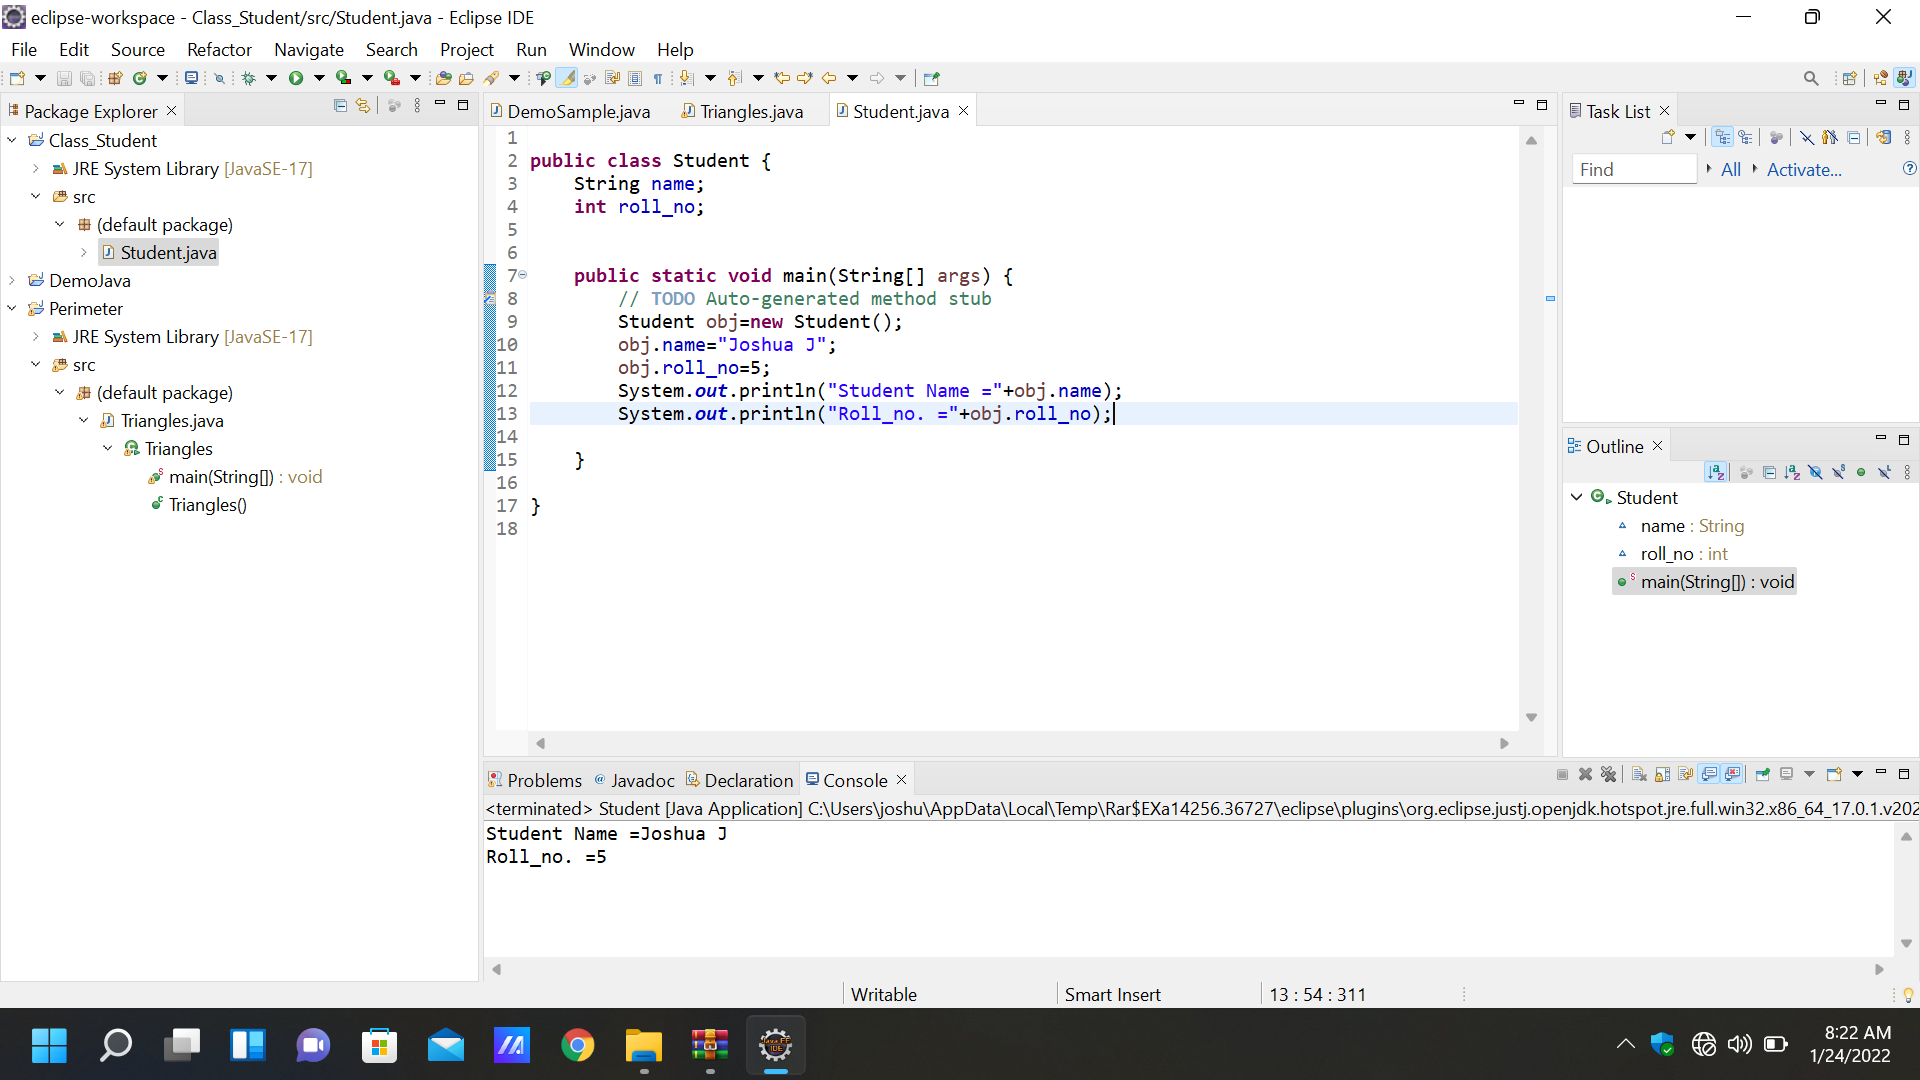 eclipse-workspace - Class_Student/src/Student.java - Eclipse IDE
File Edit Source Refactor Navigate Search Project Run Window Help
Package Explorer
Class_Student
JRE System Library [JavaSE-17]
src
(default package)
Student.java
DemoJava
Perimeter
JRE System Library [JavaSE-17]
src
(default package)
Triangles.java
Triangles
main(String[]) : void
Triangles()
DemoSample.java Triangles.java Student.java
1
2 public class Student {
3 String name;
4 int roll_no;
5
6
7 public static void main(String[] args) {
8 // TODO Auto-generated method stub
9 Student obj=new Student();
10 obj.name="Joshua J";
11 obj.roll_no=5;
12 System.out.println("Student Name ="+obj.name);
13 System.out.println("Roll_no. ="+obj.roll_no);
14
15 }
16
17 }
18
Task List
Find All Activate...
Outline
Student
name : String
roll_no : int
main(String[]) : void
Problems Javadoc Declaration Console
<terminated> Student [Java Application] C:\Users\joshu\AppData\Local\Temp\Rar$EXa14256.36727\eclipse\plugins\org.eclipse.justj.openjdk.hotspot.jre.full.win32.x86_64_17.0.1.v202
Student Name =Joshua J
Roll_no. =5
Writable Smart Insert 13 : 54 : 311
8:22 AM
1/24/2022